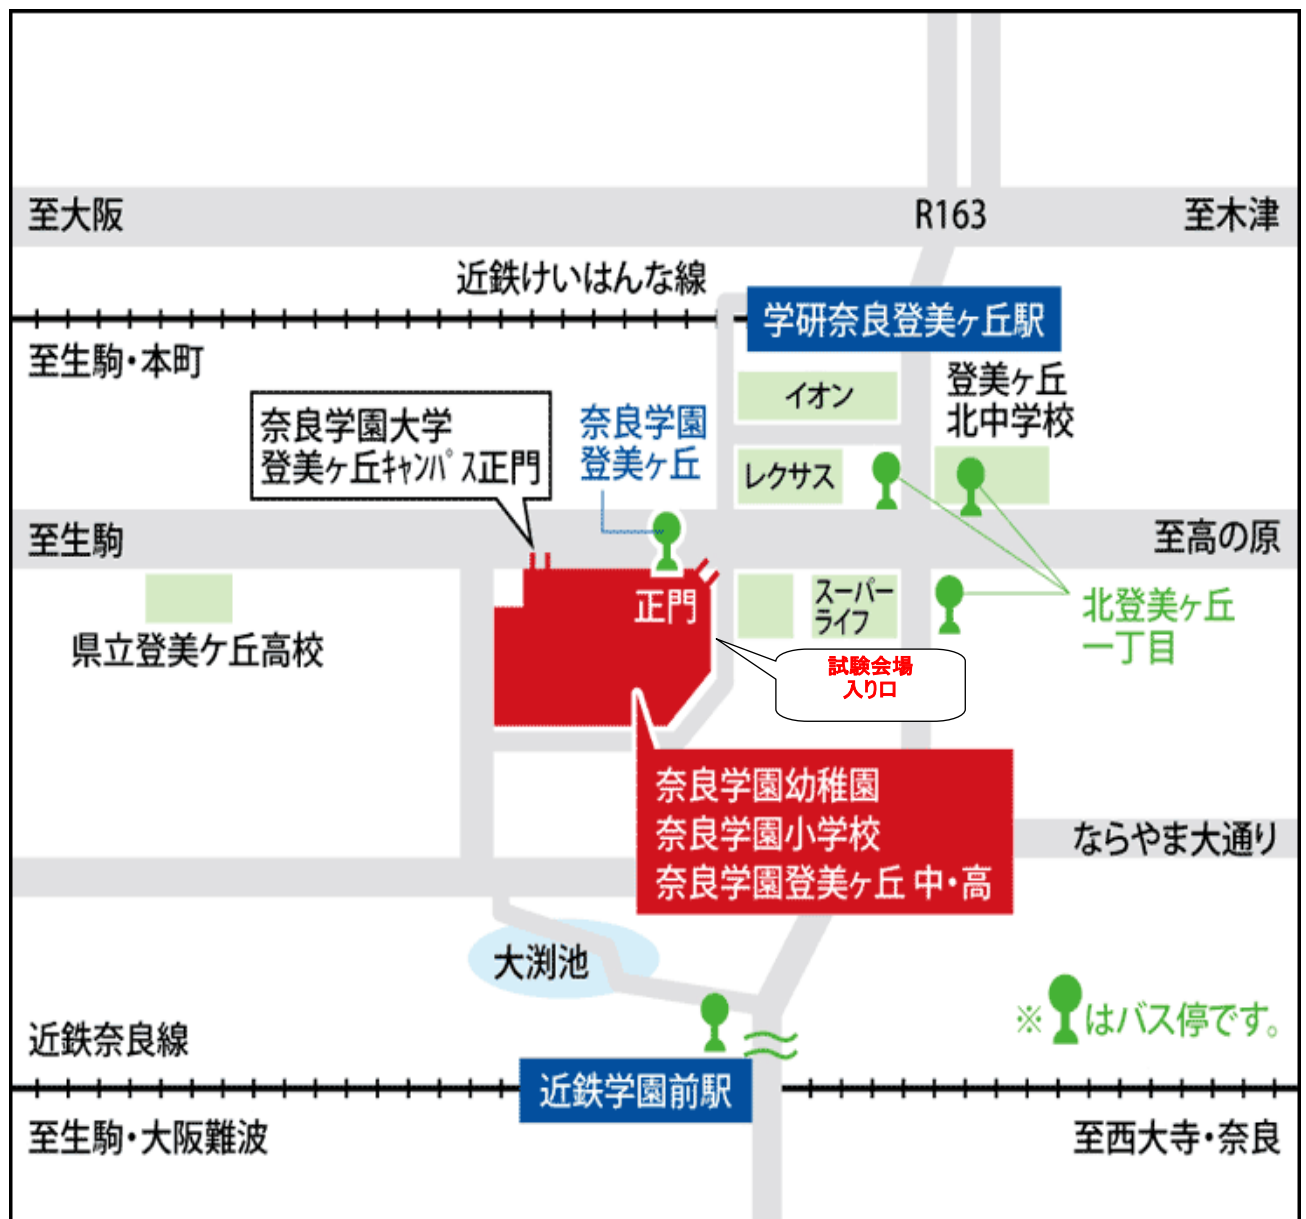 至大阪
R163
至木津
近鉄けいはんな線
学研奈良登美ヶ丘駅
至生駒・本町
イオン
登美ヶ丘
北中学校
奈良学園大学
登美ヶ丘キャンパス正門
奈良学園
登美ヶ丘
レクサス
至生駒
至高の原
正門
スーパー
ライフ
北登美ヶ丘
一丁目
県立登美ケ丘高校
試験会場
入り口
奈良学園幼稚園
奈良学園小学校
奈良学園登美ヶ丘 中・高
ならやま大通り
大渕池
※はバス停です。
近鉄奈良線
近鉄学園前駅
至生駒・大阪難波
至西大寺・奈良